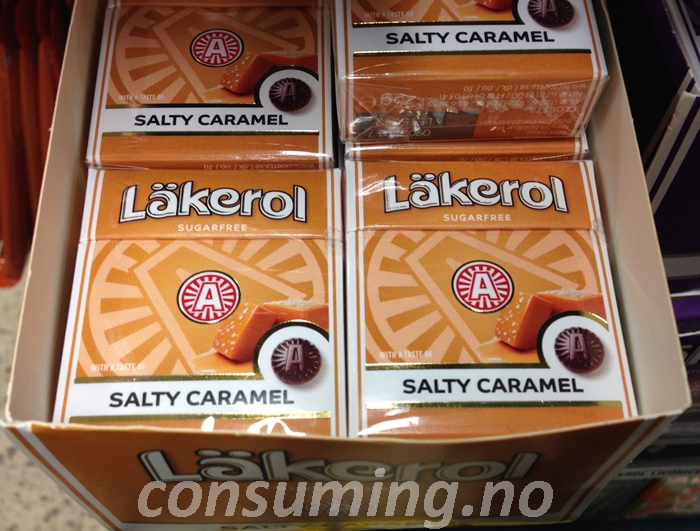 SALTY CARAMEL
A
WITH A TASTE OF
A
SALTY CARAMEL
Läkerol
SUGARFREE
A
WITH A TASTE OF
A
SALTY CARAMEL
Läkerol
SUGARFREE
A
WITH A TASTE OF
A
SALTY CARAMEL
Läkerol
consuming.no